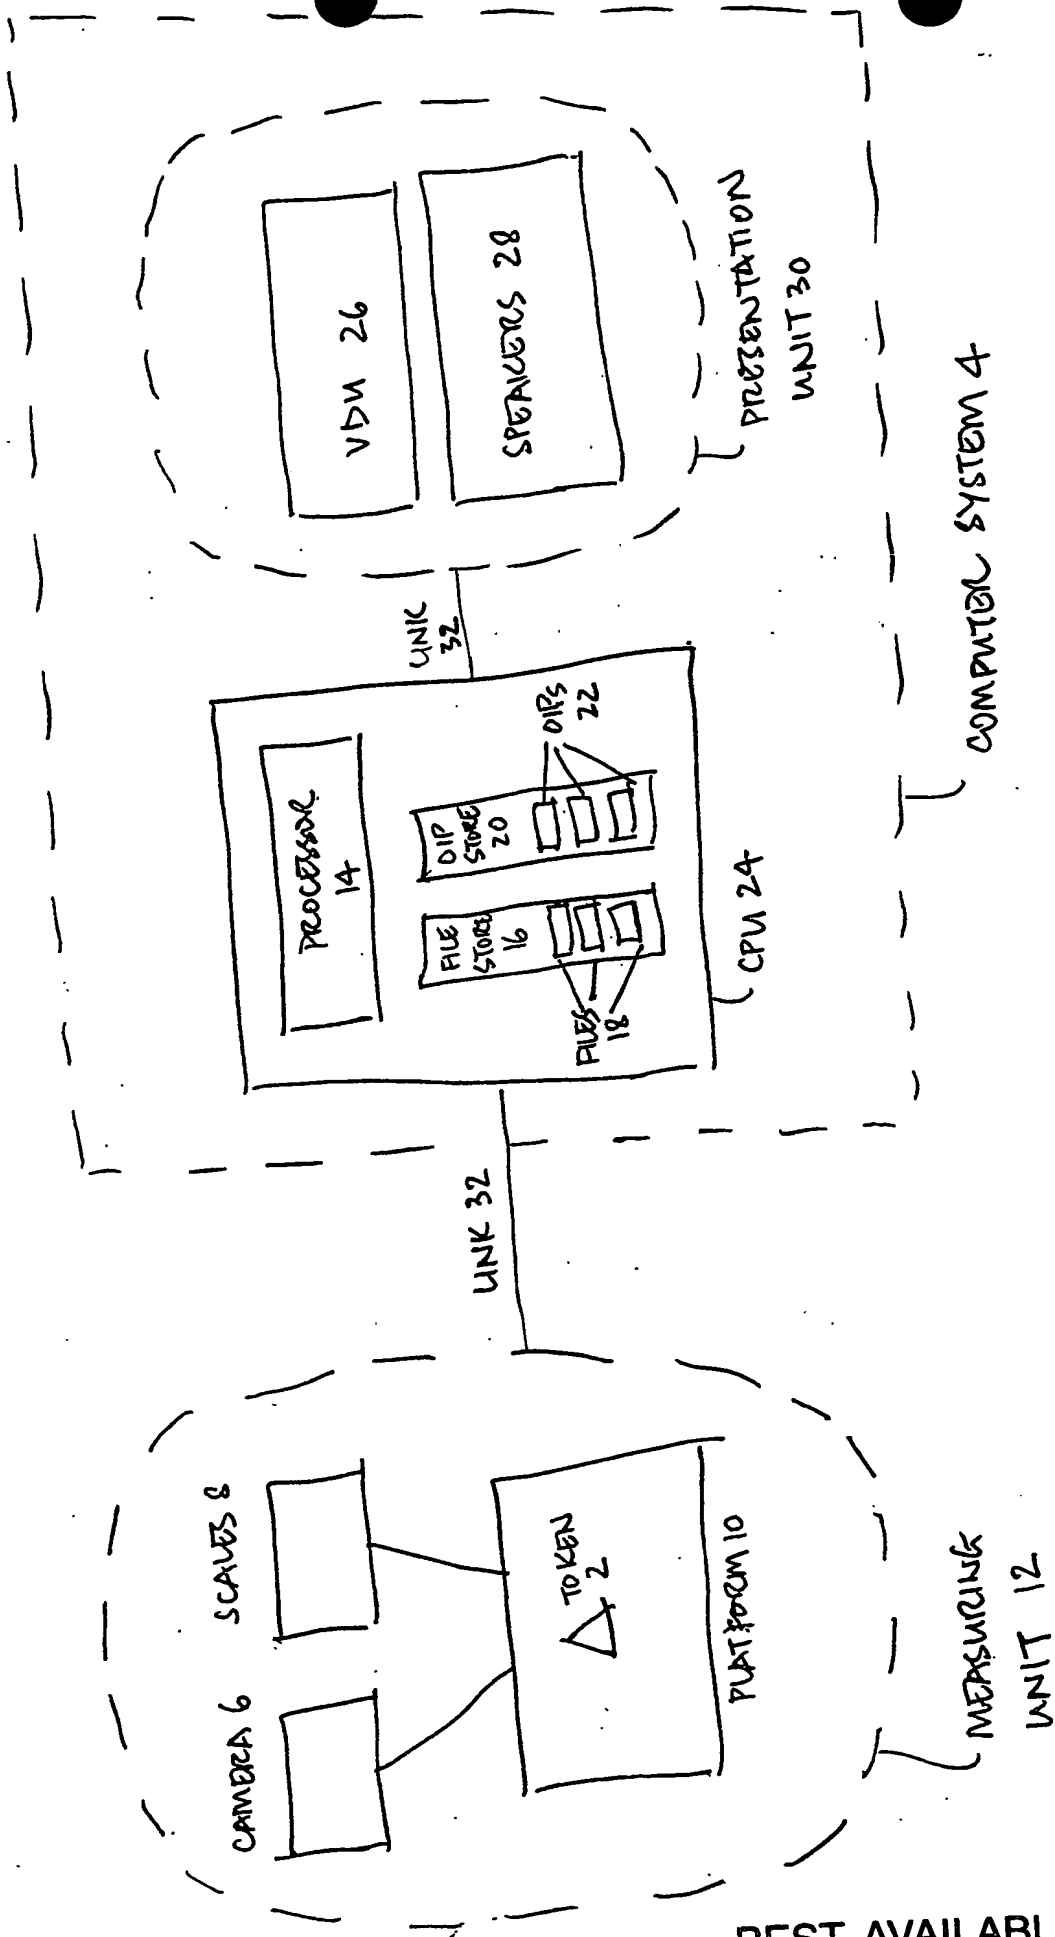 CAMERA 6
SCALES 8
TOKEN
2
PLATFORM 10
MEASURING
UNIT 12
LINK 32
PROCESSOR
14
FILE
STORE
16
FILES
18
OIP
STORE
20
OIPs
22
CPU 24
LINK
32
VDU 26
SPEAKERS 28
PRESENTATION
UNIT 30
COMPUTER SYSTEM 4
BEST AVAILABL